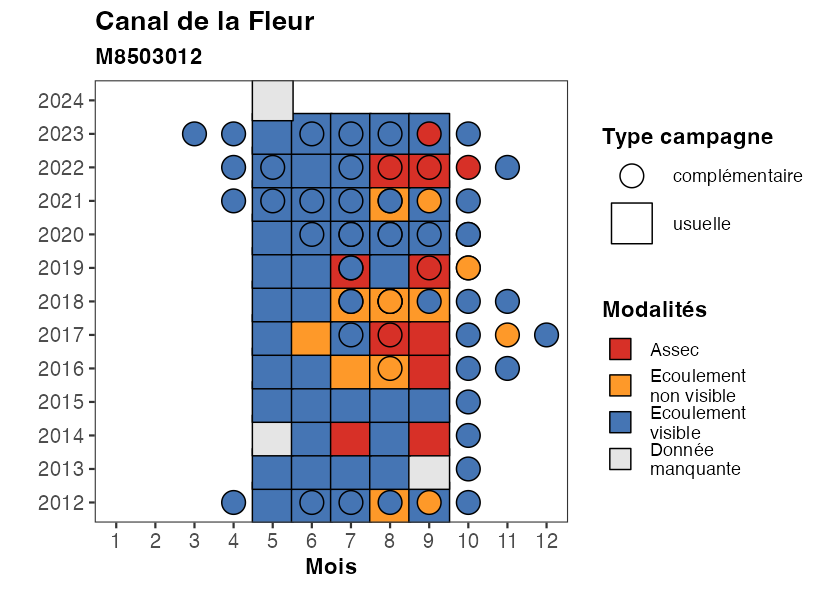 Canal de la Fleur
M8503012
2024
2023
2022
2021
2020
2019
2018
2017
2016
2015
2014
2013
2012
1 2 3 4 5 6 7 8 9 10 11 12
Mois
Type campagne
complémentaire
usuelle
Modalités
Assec
Ecoulement
non visible
Ecoulement
visible
Donnée
manquante